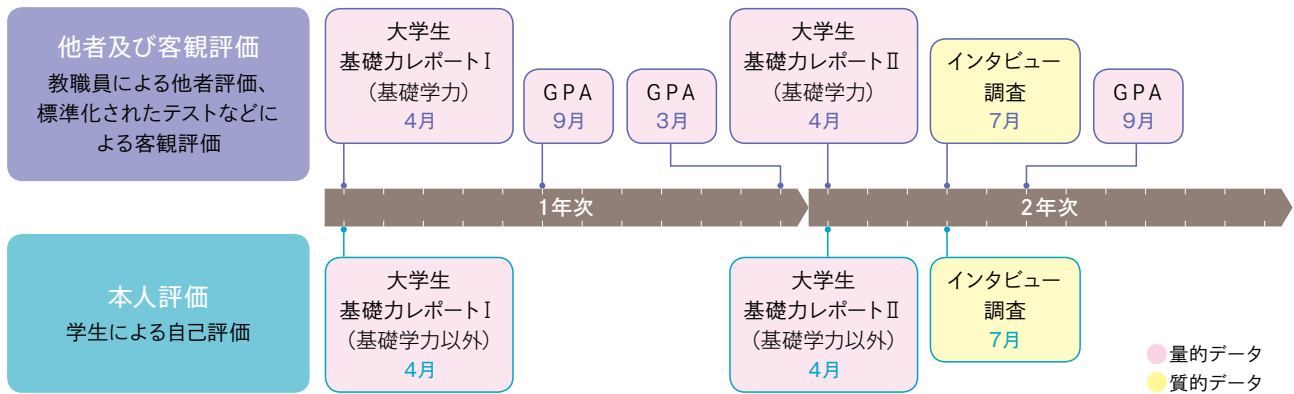 他者及び客観評価
教職員による他者評価、
標準化されたテストなどに
よる客観評価
大学生
基礎力レポートⅠ
（基礎学力）
4月
GPA
9月
GPA
3月
大学生
基礎力レポートⅡ
（基礎学力）
4月
インタビュー
調査
7月
GPA
9月
1年次
2年次
本人評価
学生による自己評価
大学生
基礎力レポートⅠ
（基礎学力以外）
4月
大学生
基礎力レポートⅡ
（基礎学力以外）
4月
インタビュー
調査
7月
量的データ
質的データ